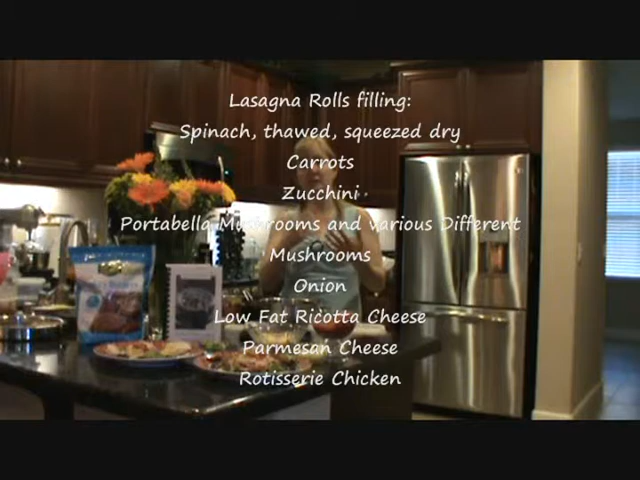 Lasagna Rolls filling:
Spinach, thawed, squeezed dry
Carrots
Zucchini
Portabella Mushrooms and various Different
Mushrooms
Onion
Low Fat Ricotta Cheese
Parmesan Cheese
Rotisserie Chicken